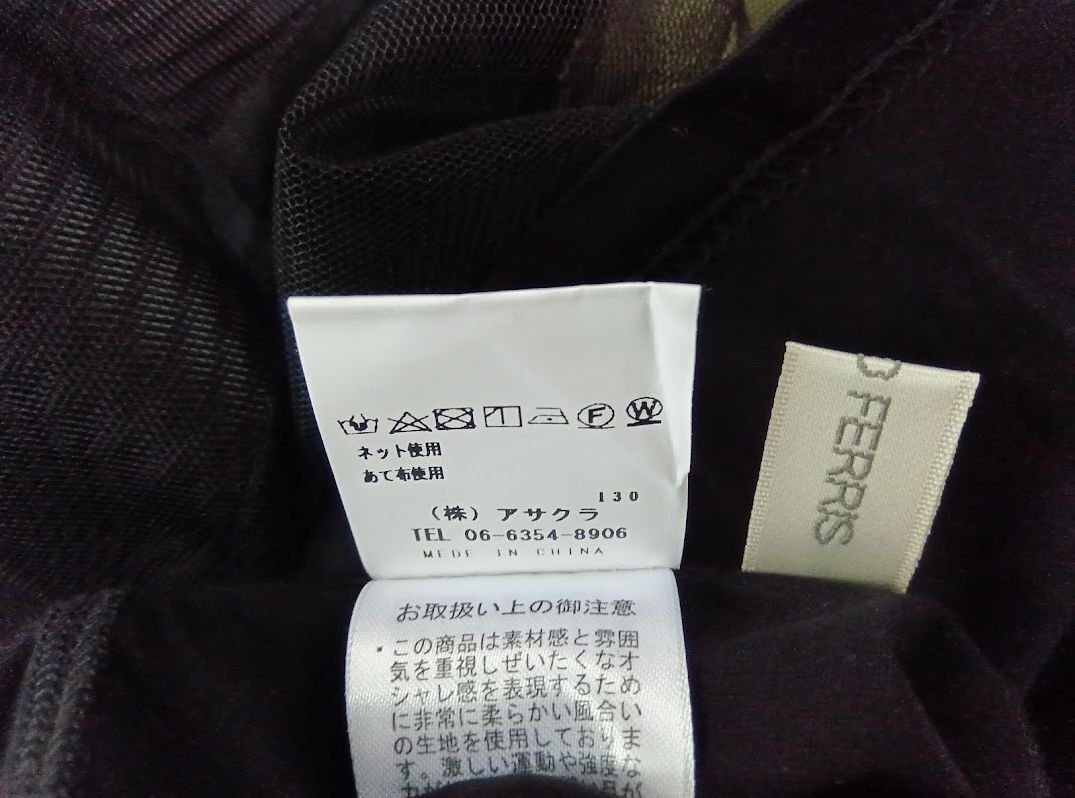 F W
ネット使用
あて布使用
130
(株) アサクラ
TEL 06-6354-8906
MEDE IN CHINA
お取扱い上の御注意
・この商品は素材感と雰囲
気を重視しぜいたくなオ
シャレ感を表現するため
に非常に柔らかい風合い
の生地を使用しておりま
す。激しい運動や強度な
FERRIS